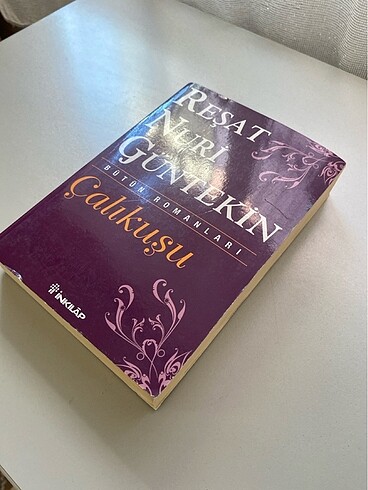 REŞAT
NURİ
GÜNTEKİN
BÜTÜN ROMANLARI
Çalıkuşu
İNKILÂP